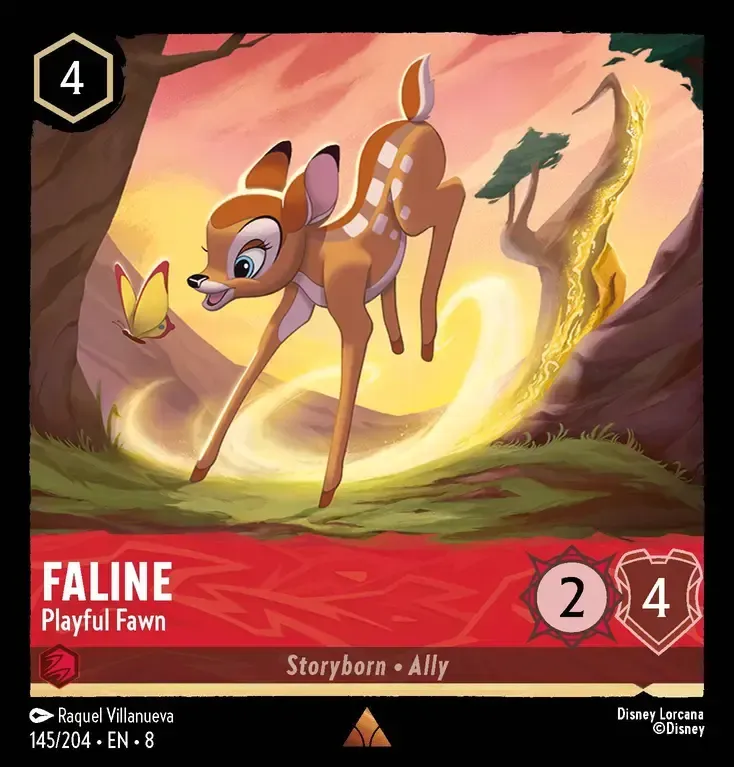 4
FALINE
Playful Fawn
2
4
Storyborn • Ally
Raquel Villanueva
145/204 • EN • 8
Disney Lorcana
©Disney